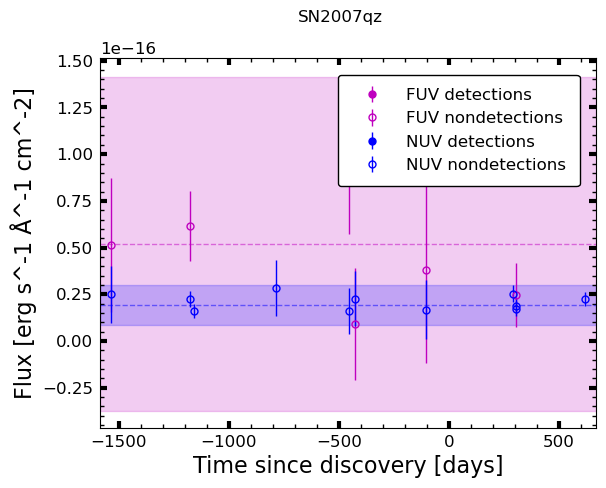 SN2007qz
1e−16
1.50
1.25
1.00
0.75
0.50
0.25
0.00
−0.25
Flux [erg s^-1 Å^-1 cm^-2]
FUV detections
FUV nondetections
NUV detections
NUV nondetections
−1500 −1000 −500 0 500
Time since discovery [days]